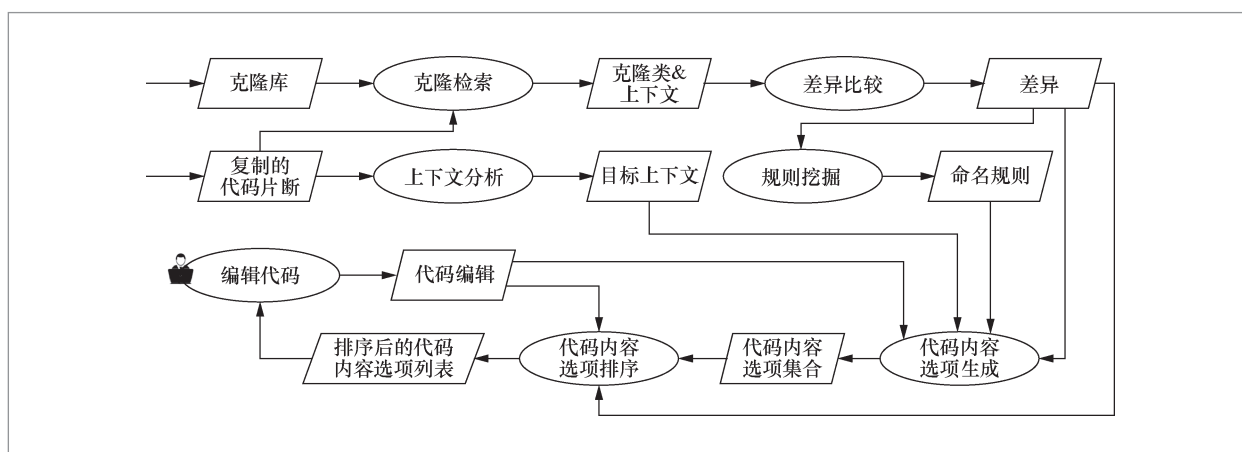 克隆库
克隆检索
克隆类&
上下文
差异比较
差异
复制的
代码片断
上下文分析
目标上下文
规则挖掘
命名规则
编辑代码
代码编辑
排序后的代码
内容选项列表
代码内容
选项排序
代码内容
选项集合
代码内容
选项生成